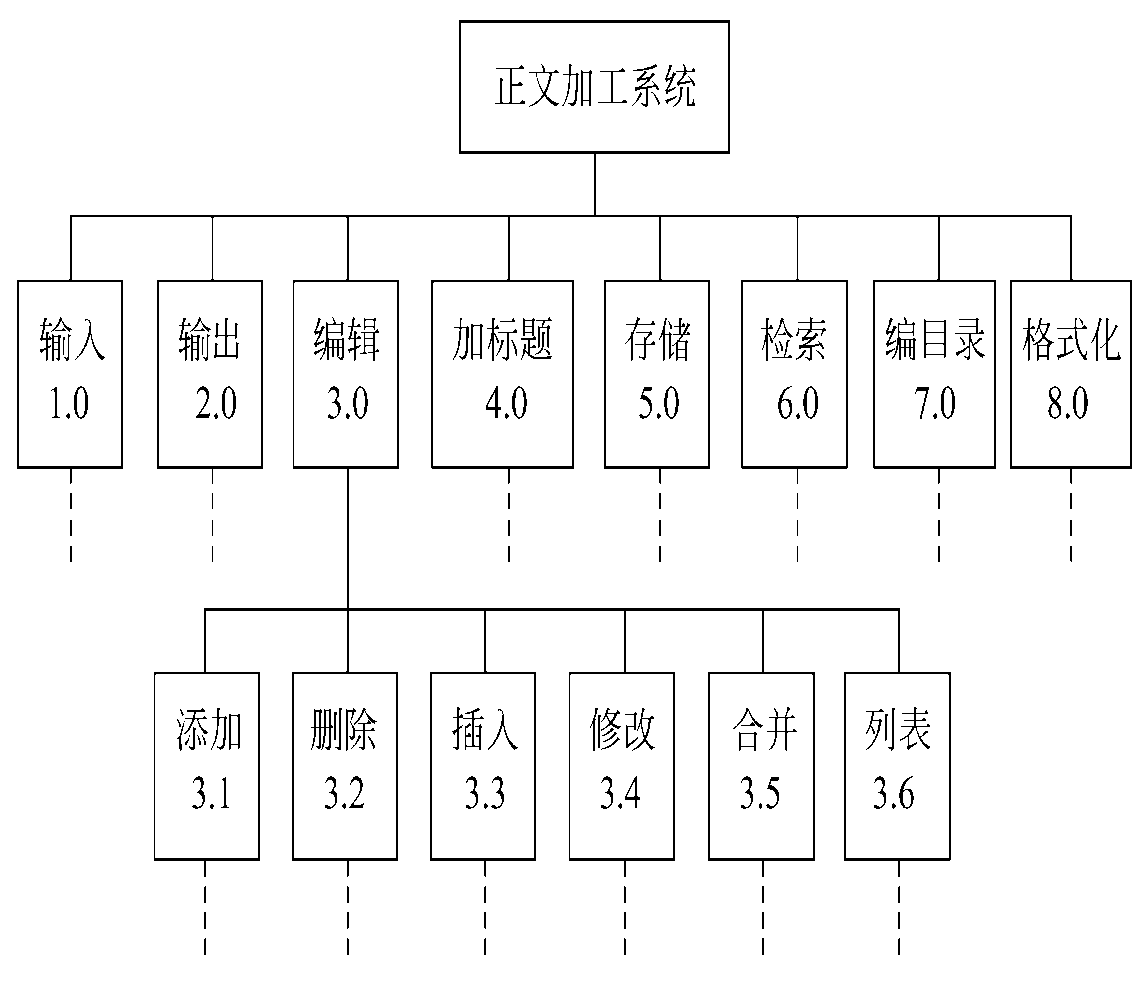 正文加工系统
输入
1.0
输出
2.0
编辑
3.0
加标题
4.0
存储
5.0
检索
6.0
编目录
7.0
格式化
8.0
添加
3.1
删除
3.2
插入
3.3
修改
3.4
合并
3.5
列表
3.6